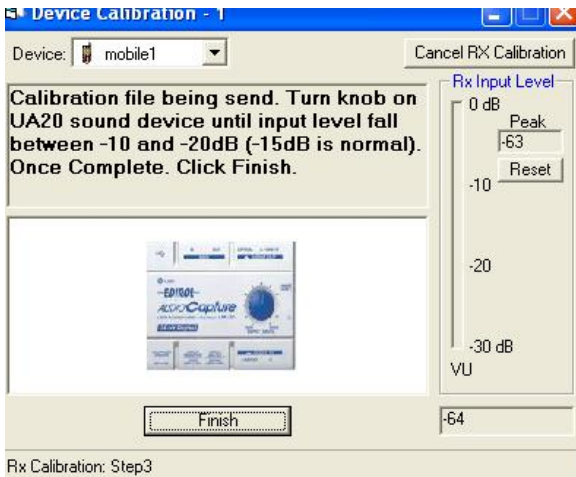 Device Calibration - 1
Device: mobile1
Cancel RX Calibration
Calibration file being send. Turn knob on
UA20 sound device until input level fall
between -10 and -20dB (-15dB is normal).
Once Complete. Click Finish.
Rx Input Level
0 dB
Peak
-63
Reset
-10
-20
-30 dB
VU
EDIROL
AUDIO Capture
Finish
-64
Rx Calibration: Step3